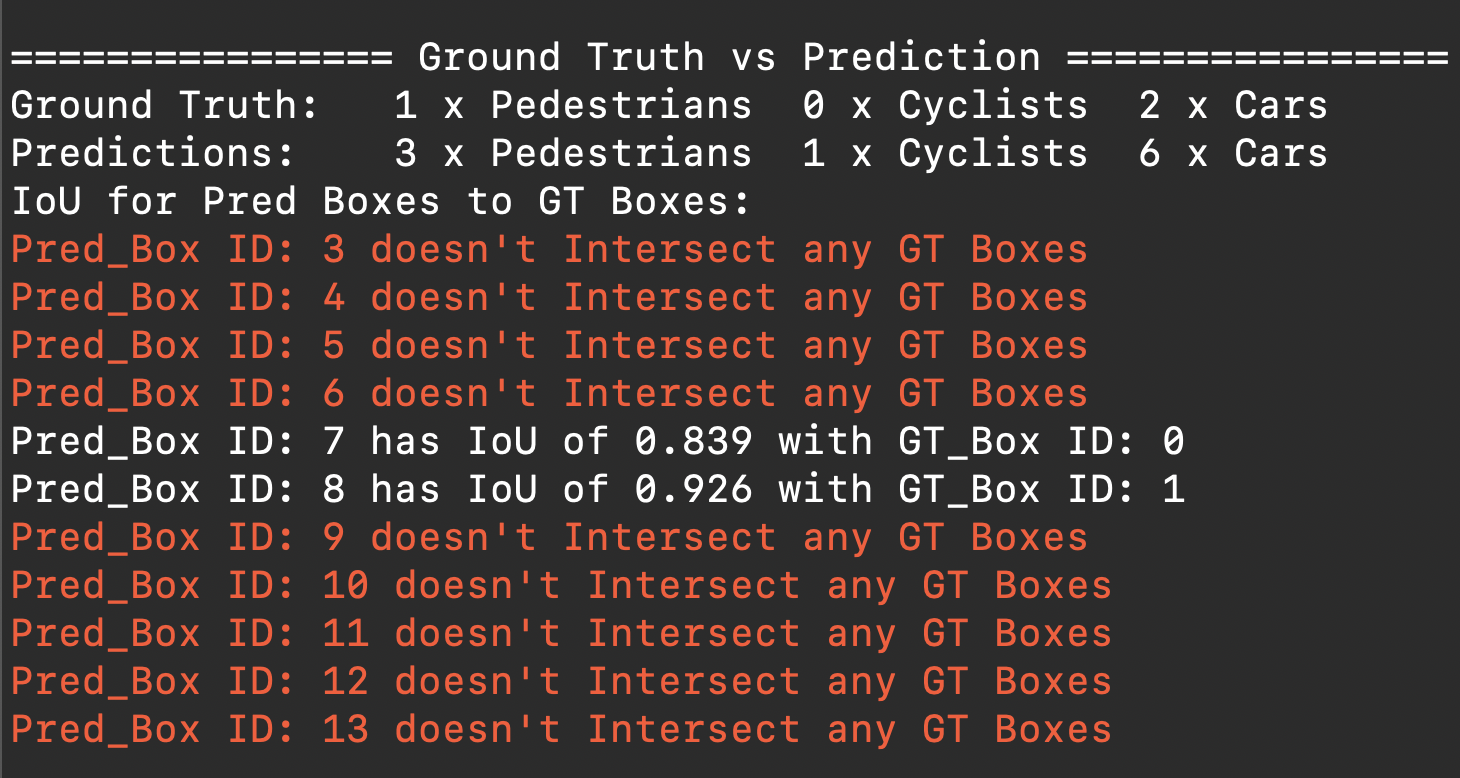 ================ Ground Truth vs Prediction ================
Ground Truth:   1 x Pedestrians  0 x Cyclists  2 x Cars
Predictions:    3 x Pedestrians  1 x Cyclists  6 x Cars
IoU for Pred Boxes to GT Boxes:
Pred_Box ID: 3 doesn't Intersect any GT Boxes
Pred_Box ID: 4 doesn't Intersect any GT Boxes
Pred_Box ID: 5 doesn't Intersect any GT Boxes
Pred_Box ID: 6 doesn't Intersect any GT Boxes
Pred_Box ID: 7 has IoU of 0.839 with GT_Box ID: 0
Pred_Box ID: 8 has IoU of 0.926 with GT_Box ID: 1
Pred_Box ID: 9 doesn't Intersect any GT Boxes
Pred_Box ID: 10 doesn't Intersect any GT Boxes
Pred_Box ID: 11 doesn't Intersect any GT Boxes
Pred_Box ID: 12 doesn't Intersect any GT Boxes
Pred_Box ID: 13 doesn't Intersect any GT Boxes